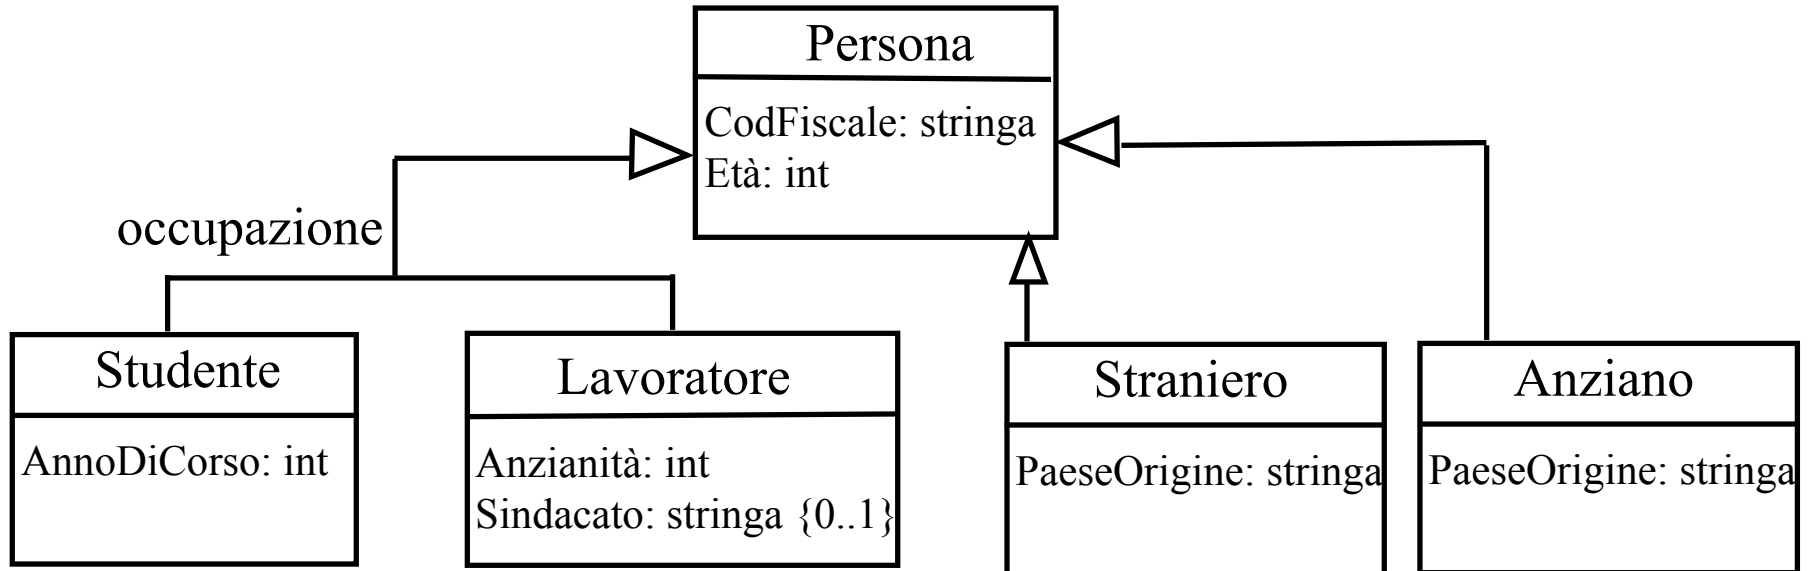 Persona
CodFiscale: stringa
Età: int
occupazione
Studente
AnnoDiCorso: int
Lavoratore
Anzianità: int
Sindacato: stringa {0..1}
Straniero
PaeseOrigine: stringa
Anziano
PaeseOrigine: stringa